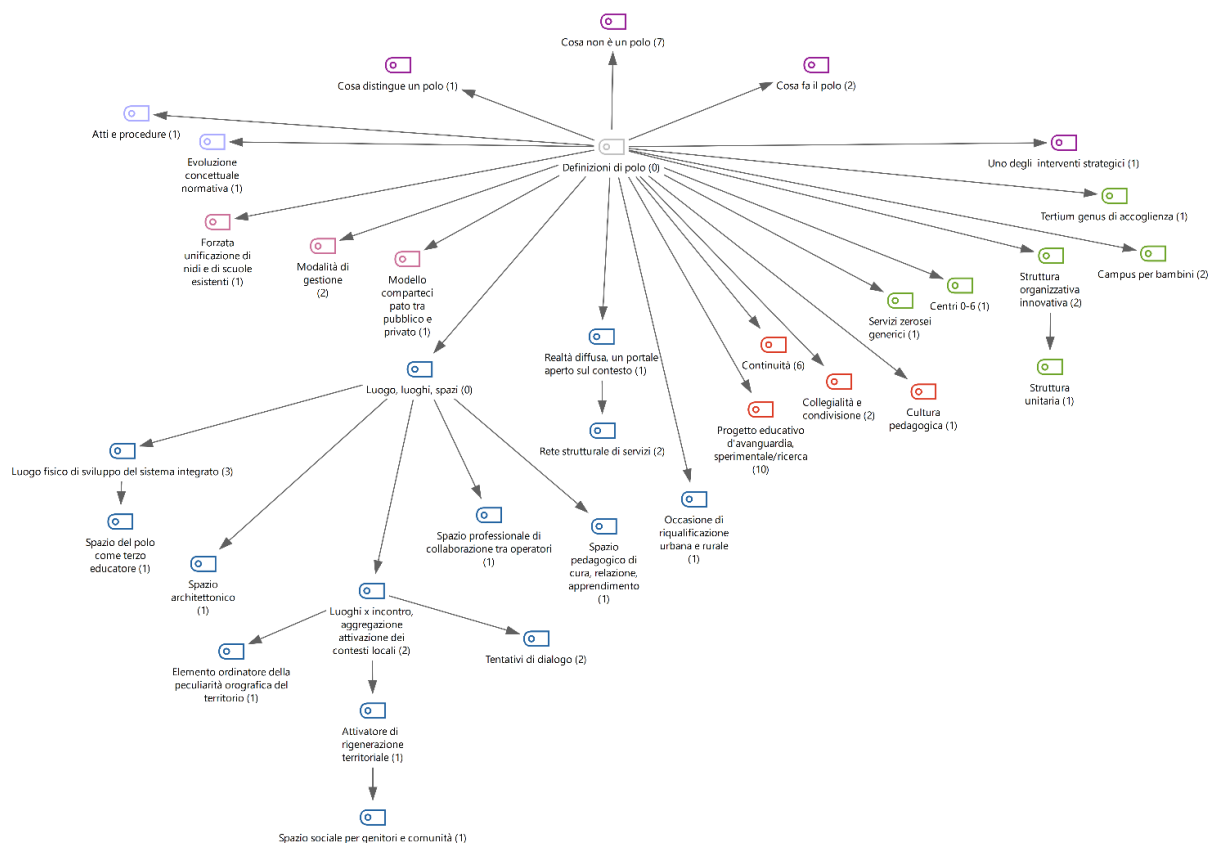 Cosa non è un polo (7)
Cosa distingue un polo (1)
Cosa fa il polo (2)
Atti e procedure (1)
Evoluzione
concettuale
normativa (1)
Definizioni di polo (0)
Uno degli  interventi strategici (1)
Tertium genus di accoglienza (1)
Forzata
unificazione di
nidi e di scuole
esistenti (1)
Modalità di
gestione
(2)
Modello
comparteci
pato tra
pubblico e
privato (1)
Struttura
organizzativa
innovativa (2)
Campus per bambini (2)
Centri 0-6 (1)
Servizi zerosei
generici (1)
Realtà diffusa, un portale
aperto sul contesto (1)
Continuità (6)
Luogo, luoghi, spazi (0)
Struttura
unitaria (1)
Collegialità e
condivisione (2)
Cultura
pedagogica (1)
Progetto educativo
d'avanguardia,
sperimentale/ricerca
(10)
Rete strutturale di servizi (2)
Luogo fisico di sviluppo del sistema integrato (3)
Spazio del polo
come terzo
educatore (1)
Spazio professionale di
collaborazione tra operatori
(1)
Spazio
pedagogico di
cura, relazione,
apprendimento
(1)
Occasione di
riqualificazione
urbana e rurale
(1)
Spazio
architettonico
(1)
Luoghi x incontro,
aggregazione
attivazione dei
contesti locali (2)
Elemento ordinatore della
peculiarità orografica del
territorio (1)
Tentativi di dialogo (2)
Attivatore di
rigenerazione
territoriale (1)
Spazio sociale per genitori e comunità (1)